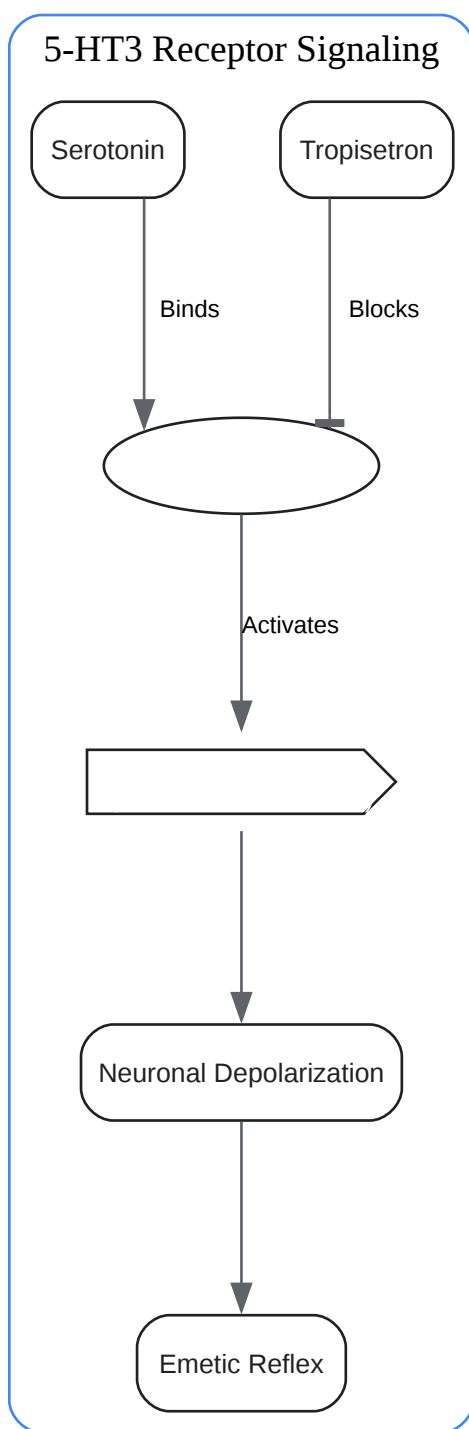 5-HT3 Receptor Signaling
Serotonin
Tropisetron
Binds
Blocks
Activates
Neuronal Depolarization
Emetic Reflex